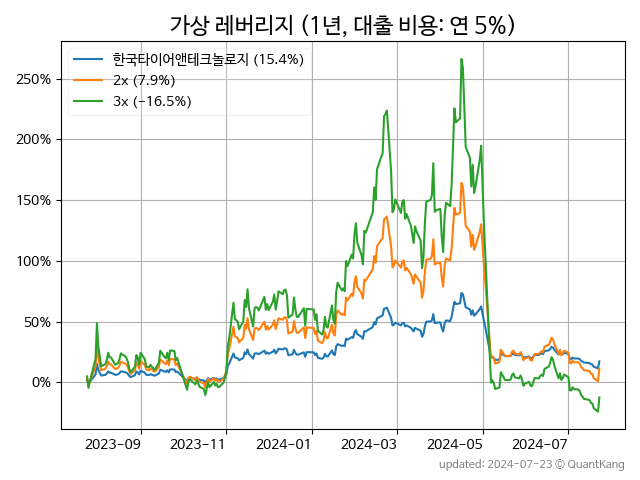 가상 레버리지 (1년, 대출 비용: 연 5%)
한국타이어앤테크놀로지 (15.4%)
2x (7.9%)
3x (−16.5%)
250%
200%
150%
100%
50%
0%
2023-09 2023-11 2024-01 2024-03 2024-05 2024-07
updated: 2024-07-23 © QuantKang